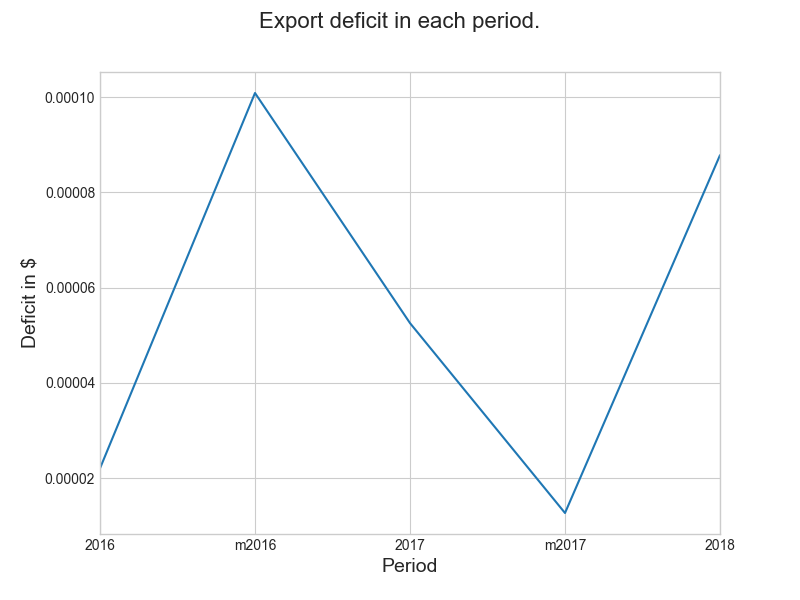 Export deficit in each period.
0.00010
0.00008
0.00006
0.00004
0.00002
Deficit in $
2016 m2016 2017 m2017 2018
Period